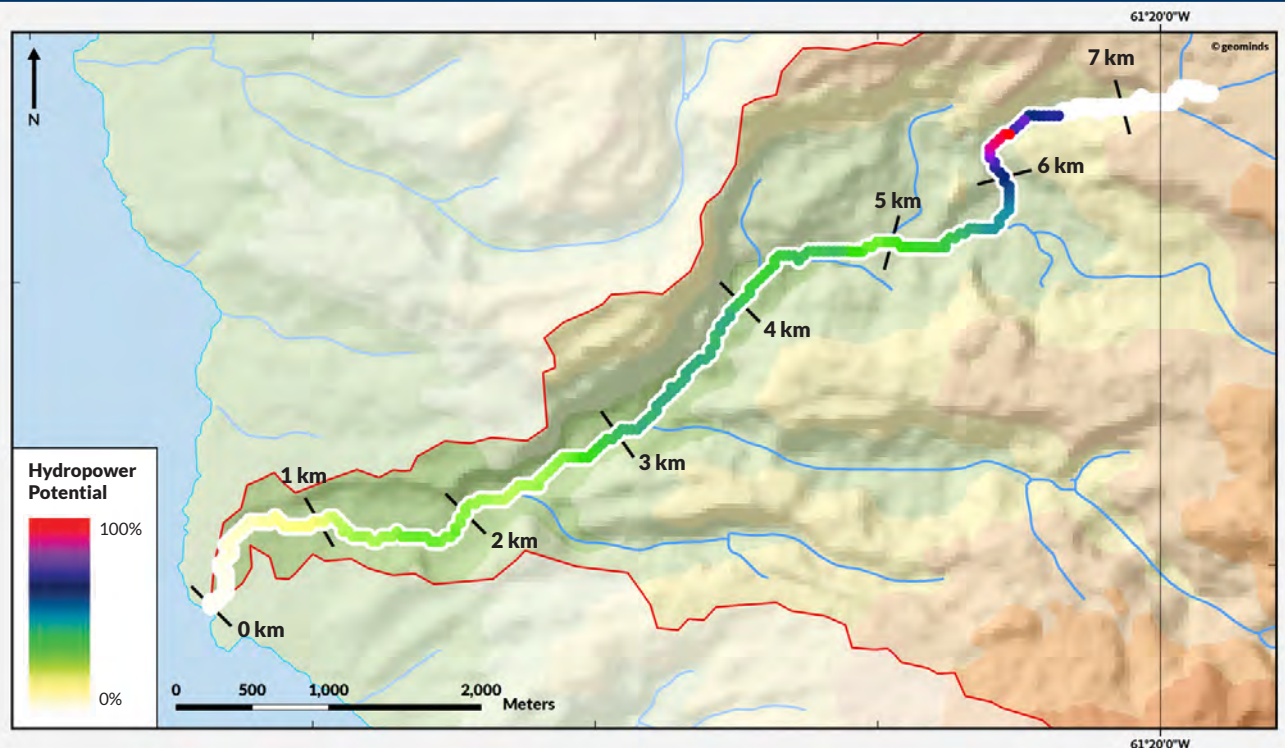 61°20'0"W
© geominds
7 km
N
6 km
5 km
4 km
3 km
Hydropower
Potential
1 km
100%
2 km
0 km
0%
0 500 1,000 2,000
Meters
61°20'0"W